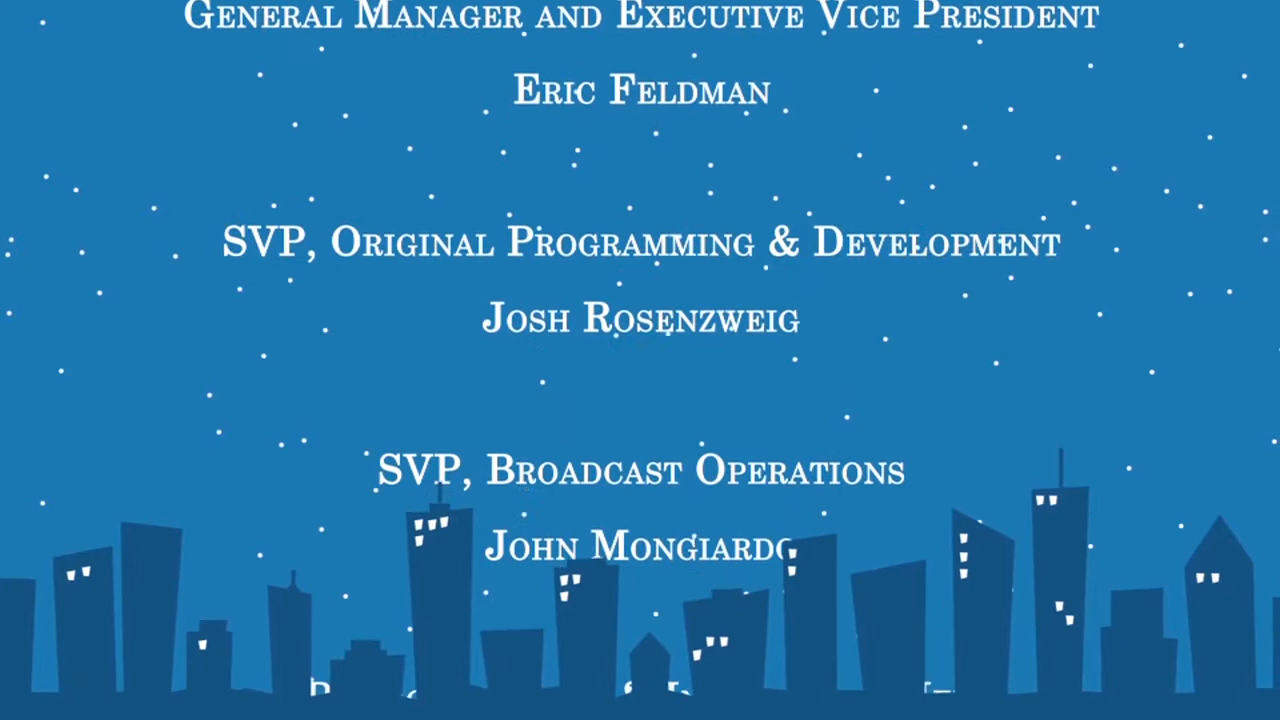 General Manager and Executive Vice President
Eric Feldman
SVP, Original Programming & Development
Josh Rosenzweig
SVP, Broadcast Operations
John Mongiardo